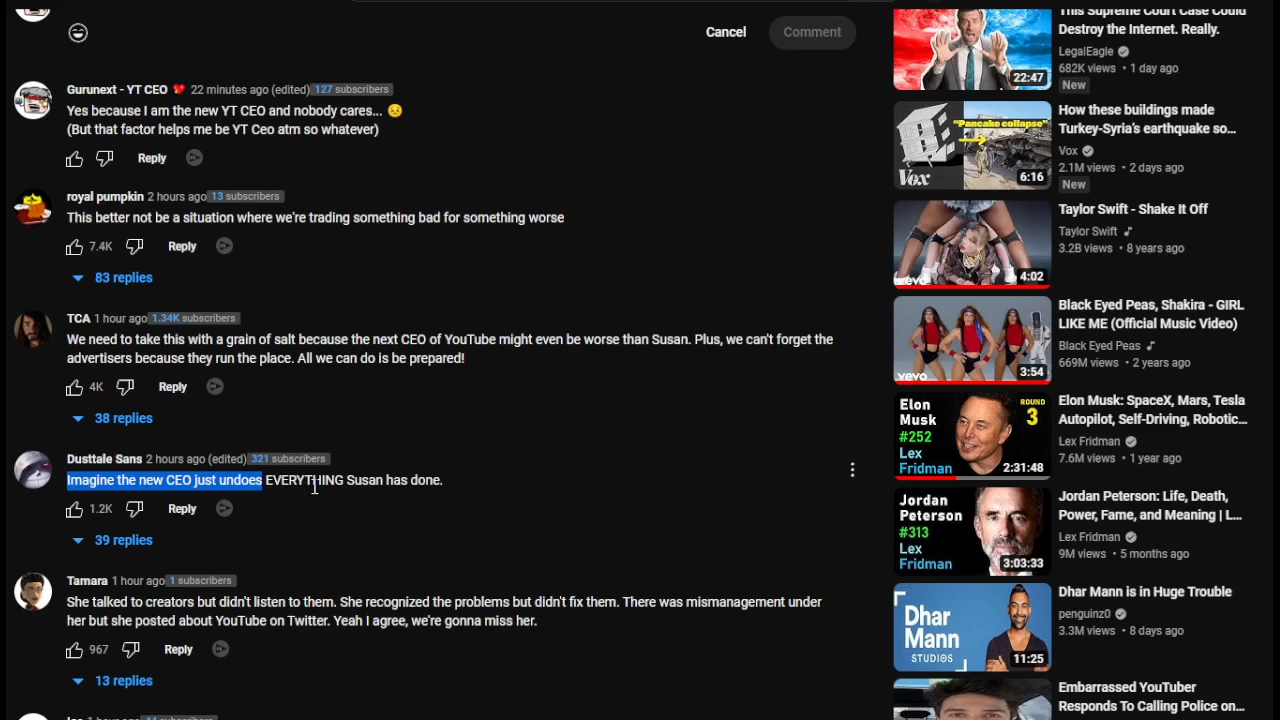 Cancel
Comment
Gurunext - YT CEO 💖 22 minutes ago (edited) 127 subscribers
Yes because I am the new YT CEO and nobody cares... 😣
(But that factor helps me be YT CEO and whatever)
Reply
royal pumpkin 2 hours ago 13 subscribers
This better not be a situation where we're trading something bad for something worse
7.4K Reply
83 replies
TCA 1 hour ago 1.34K subscribers
We need to take this with a grain of salt because the next CEO of YouTube might even be worse than Susan. Plus, we can't forget the
advertisers because they run the place. All we can do is be prepared!
4K Reply
38 replies
Dusttale Sans 2 hours ago (edited) 321 subscribers
Imagine the new CEO just undoes EVERYTHING Susan has done.
1.2K Reply
39 replies
Tamara 1 hour ago 1 subscribers
She talked to creators but didn't listen to them. She recognized the problems but didn't fix them. There was mismanagement under
her but she posted about YouTube on Twitter. Yeah I agree, we're gonna miss her.
967 Reply
13 replies
22:47
This Supreme Court Case Could
Destroy the Internet. Really.
LegalEagle
682K views • 1 day ago
New
"Pancake collapse"
Vox
6:16
How these buildings made
Turkey-Syria's earthquake so...
Vox
2.1M views • 2 days ago
New
vevo
4:02
Taylor Swift - Shake It Off
Taylor Swift
3.2B views • 8 years ago
vevo
3:54
Black Eyed Peas, Shakira - GIRL
LIKE ME (Official Music Video)
Black Eyed Peas
669M views • 2 years ago
Elon
Musk
#252
Lex
Fridman
ROUND
3
2:31:48
Elon Musk: SpaceX, Mars, Tesla
Autopilot, Self-Driving, Robotic...
Lex Fridman
7.6M views • 1 year ago
Jordan
Peterson
#313
Lex
Fridman
3:03:33
Jordan Peterson: Life, Death,
Power, Fame, and Meaning | L...
Lex Fridman
9M views • 5 months ago
Dhar
Mann
STUDIOS
11:25
Dhar Mann is in Huge Trouble
penguinz0
3.3M views • 8 days ago
Embarrassed YouTuber
Responds To Calling Police on...